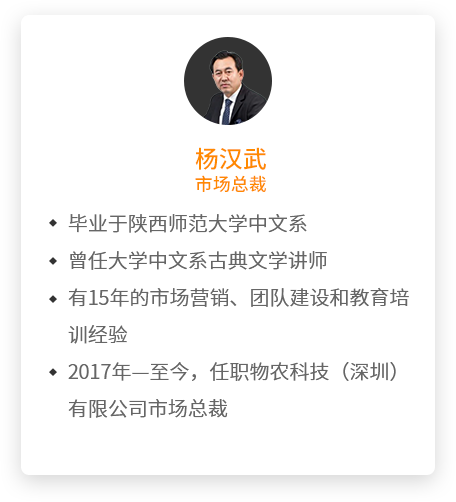 杨汉武
市场总裁
毕业于陕西师范大学中文系
曾任大学中文系古典文学讲师
有15年的市场营销、团队建设和教育培
训经验
2017年—至今，任职物农科技（深圳）
有限公司市场总裁